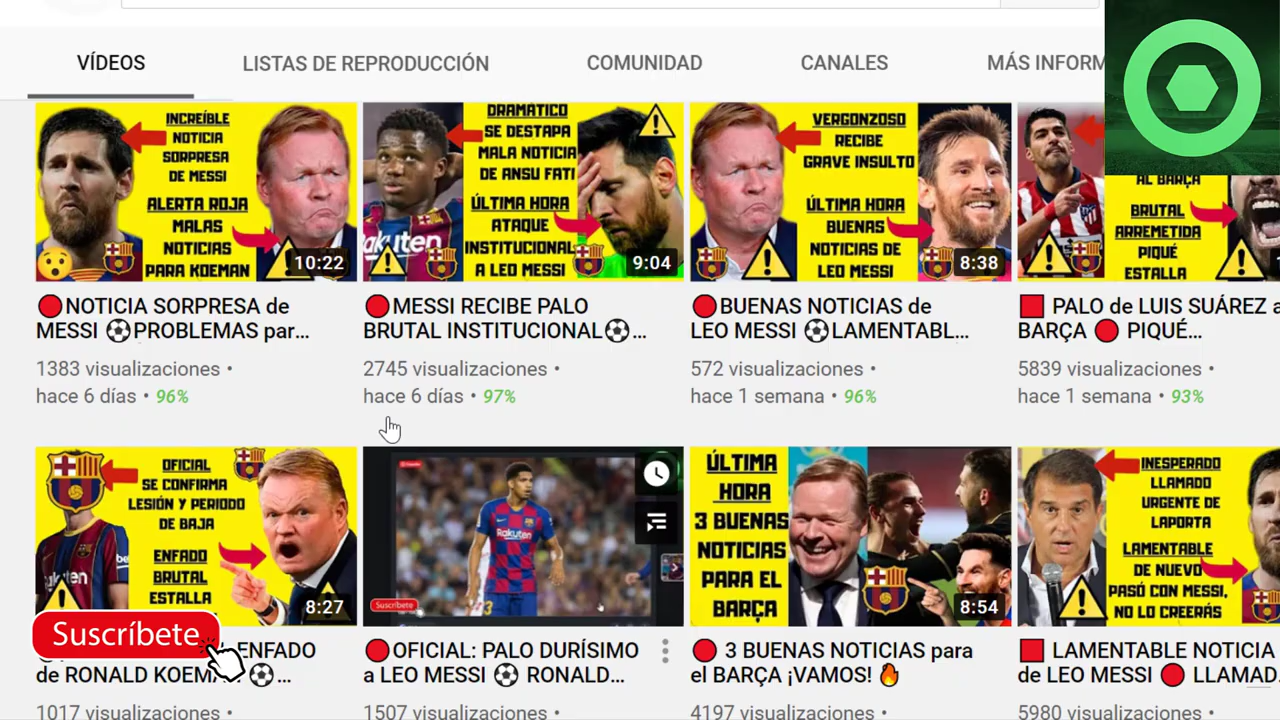 VÍDEOS
LISTAS DE REPRODUCCIÓN
COMUNIDAD
CANALES
MÁS INFORM
INCREÍBLE
NOTICIA
SORPRESA
DE MESSI
ALERTA ROJA
MALAS
NOTICIAS
PARA KOEMAN
10:22
DRAMÁTICO
SE DESTAPA
MALA NOTICIA
DE ANSU FATI
ÚLTIMA HORA
ATAQUE
INSTITUCIONAL
A LEO MESSI
9:04
VERGONZOSO
RECIBE
GRAVE INSULTO
ÚLTIMA HORA
BUENAS
NOTICIAS DE
LEO MESSI
8:38
AL BARÇA
BRUTAL
ARREMETIDA
PIQUÉ
ESTALLA
🔴NOTICIA SORPRESA de
MESSI ⚽PROBLEMAS par...
1383 visualizaciones •
hace 6 días • 96%
🔴MESSI RECIBE PALO
BRUTAL INSTITUCIONAL⚽...
2745 visualizaciones •
hace 6 días • 97%
🔴BUENAS NOTICIAS de
LEO MESSI ⚽LAMENTABL...
572 visualizaciones •
hace 1 semana • 96%
🟥 PALO de LUIS SUÁREZ a
BARÇA 🔴 PIQUÉ...
5839 visualizaciones •
hace 1 semana • 93%
OFICIAL
SE CONFIRMA
LESIÓN Y PERIODO
DE BAJA
ENFADO
BRUTAL
ESTALLA
8:27
Rakuten
Suscríbete
ÚLTIMA
HORA
3 BUENAS
NOTICIAS
PARA EL
BARÇA
8:54
INESPERADO
LLAMADO
URGENTE DE
LAPORTA
LAMENTABLE
DE NUEVO
PASÓ CON MESSI,
NO LO CREERÁS
Suscríbete
ENFADO
de RONALD KOEMA ⚽...
1017 visualizaciones •
🔴OFICIAL: PALO DURÍSIMO
a LEO MESSI ⚽ RONALD...
1507 visualizaciones •
🔴 3 BUENAS NOTICIAS para
el BARÇA ¡VAMOS! 🔥
4197 visualizaciones •
🟥 LAMENTABLE NOTICIA
de LEO MESSI 🔴 LLAMAD
5980 visualizaciones •